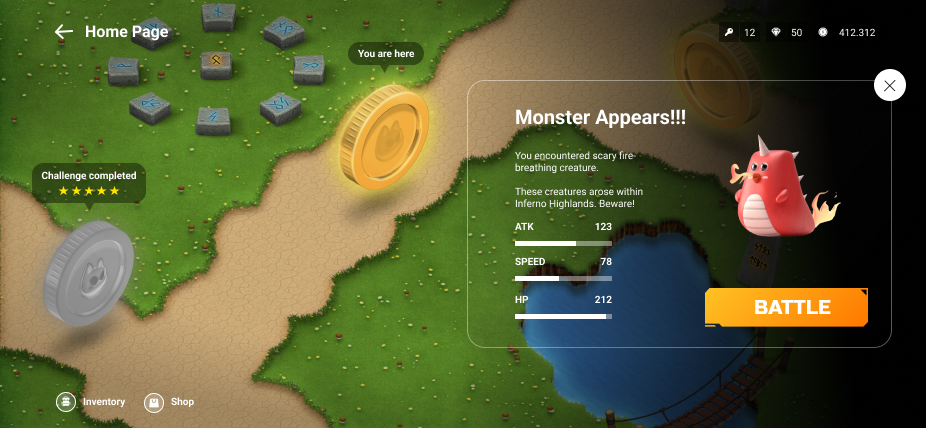 Home Page
12
50
412.312
You are here
Monster Appears!!!
You encountered scary fire-
breathing creature.
These creatures arose within
Inferno Highlands. Beware!
Challenge completed
ATK 123
SPEED 78
HP 212
BATTLE
Inventory
Shop